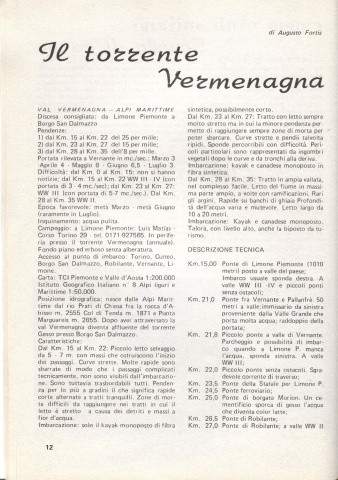 di Augusto Fortis
Il torrente
Vermenagna
VAL VERMENAGNA — ALPI MARITTIME
Discesa consigliata: da Limone Piemonte a
Borgo San Dalmazzo
Pendenze:
1) dal Km. 15 al Km. 22 del 25 per mille;
2) dal Km. 23 al Km. 27 del 15 per mille;
3) dal Km. 28 al Km. 35 dell'8 per mille.
Portata rilevata a Vernante in mc./sec.: Marzo 3
Aprile 4 - Maggio 8 - Giugno 6,5 - Luglio 3.
Difficoltà: dal Km. 0 al Km. 15: non si hanno
notizie; dal Km. 15 al Km. 22 WW III - IV (con
portata di 3 - 4 mc./sec); dal Km. 23 al Km. 27:
WW III (con portata di 5-7 mc./sec.). Dal Km.
28 al Km. 35 WW II.
Epoca favorevole: metà Marzo - metà Giugno
(raramente in Luglio).
Inquinamento: acqua pulita.
Campeggio: a Limone Piemonte: Luis Matlas -
Corso Torino 29 - tel. 0171-927565. In perife-
ria presso il torrente Vermenagna (annuale).
Fondo piano ed erboso senza alberatura.
Accesso al punto di imbarco: Torino, Cuneo,
Borgo San Dalmazzo, Robilante, Vernante, Li-
mone.
Carta: TCI Piemonte e Valle d'Aosta 1:200.000
Istituto Geografico Italiano n° 8 Alpi liguri e
Marittime 1:50.000.
Posizione idrografica: nasce dalle Alpi Marit-
time dal rio Prati di Chiesa fra la rocca d'A-
bisso m. 2555 Col di Tenda m. 1871 e Punta
Marguareis m. 2655. Dopo aver attraversato la
val Vermenagna diventa affluente del torrente
Gesso presso Borgo San Dalmazzo.
Caratteristiche:
Dal Km. 15 al Km. 22: Piccolo letto selvaggio
da 5 - 7 m. con massi che ostruiscono l'inizio
dei passaggi. Curve strette. Molte rapide sono
sbarrate di modo che i passaggi complicati
tecnicamente, non sono visibili dall'imbarcazio-
ne. Sono tuttavia trasbordabili tutti. Penden-
za per lo più a gradini il che significa rapide
corte alternate a tratti tranquilli. Zone di mor-
ta difficili da raggiungere nei tratti in cui il
letto è stretto a causa dei detriti e massi a
fior d'acqua.
Imbarcazione: solo il kayak monoposto di fibra
sintetica, possibilmente corto.
Dal Km. 23 al Km. 27: Tratto con letto sempre
molto stretto ma in cui la minore pendenza per-
mette di raggiungere sempre zone di morta per
poter sbarcare. Curve strette e pendii talvolta
ripidi. Sponde percorribili con difficoltà. Peri-
coli particolari sono rappresentati da ingombri
vegetali dopo le curve e da tronchi alla deriva.
Imbarcazione: kayak e canadese monoposto in
fibra sintetica.
Dal Km. 28 al Km. 35: Tratto in ampia vallata,
nel complesso facile. Letto del fiume in massi-
ma parte ampio, a volte con ramificazioni. Rari
gli argini. Rapide su banchi di ghiaia Profondi-
tà dell'acqua varia e mutevole. Letto largo da
10 a 20 metri.
Imbarcazione: Kayak e canadese monoposto.
Talora, con livello alto, anche la biposto da tu-
rismo.
DESCRIZIONE TECNICA
Km.15,00 Ponte di Limone Piemonte (1010
metri) posto a valle del paese;
Imbarco usuale sponda destra. A
valle WW III -IV e piccoli ponti
senza ostacoli;
Km. 21,0 Ponte fra Vernante e Pallanfrè. 50
metri a valle: immissario da sinistra
proveniente dalla Valle Grande che
porta molta acqua; raddoppio della
portata;
Km. 21,8 Piccolo ponte a valle di Vernante.
Parcheggio e possibilità di imbar-
co quando a Limone P. manca
l'acqua, sponda sinistra. A valle
WW III;
Km. 22,0 Piccolo ponte senza ostacoli. Sgra-
devole corrente di traverso;
Km. 23,5 Ponte della Statale per Limone P.
Km. 24,5 Ponte ferroviario;
Km. 25,0 Ponte di borgata Morion. Un ce-
mentificio sporca di gesso l'acqua
che diventa color latte;
Km. 26,5 Ponte di Robilante;
Km. 27,0 Ponte di Robilante; a valle WW II
12